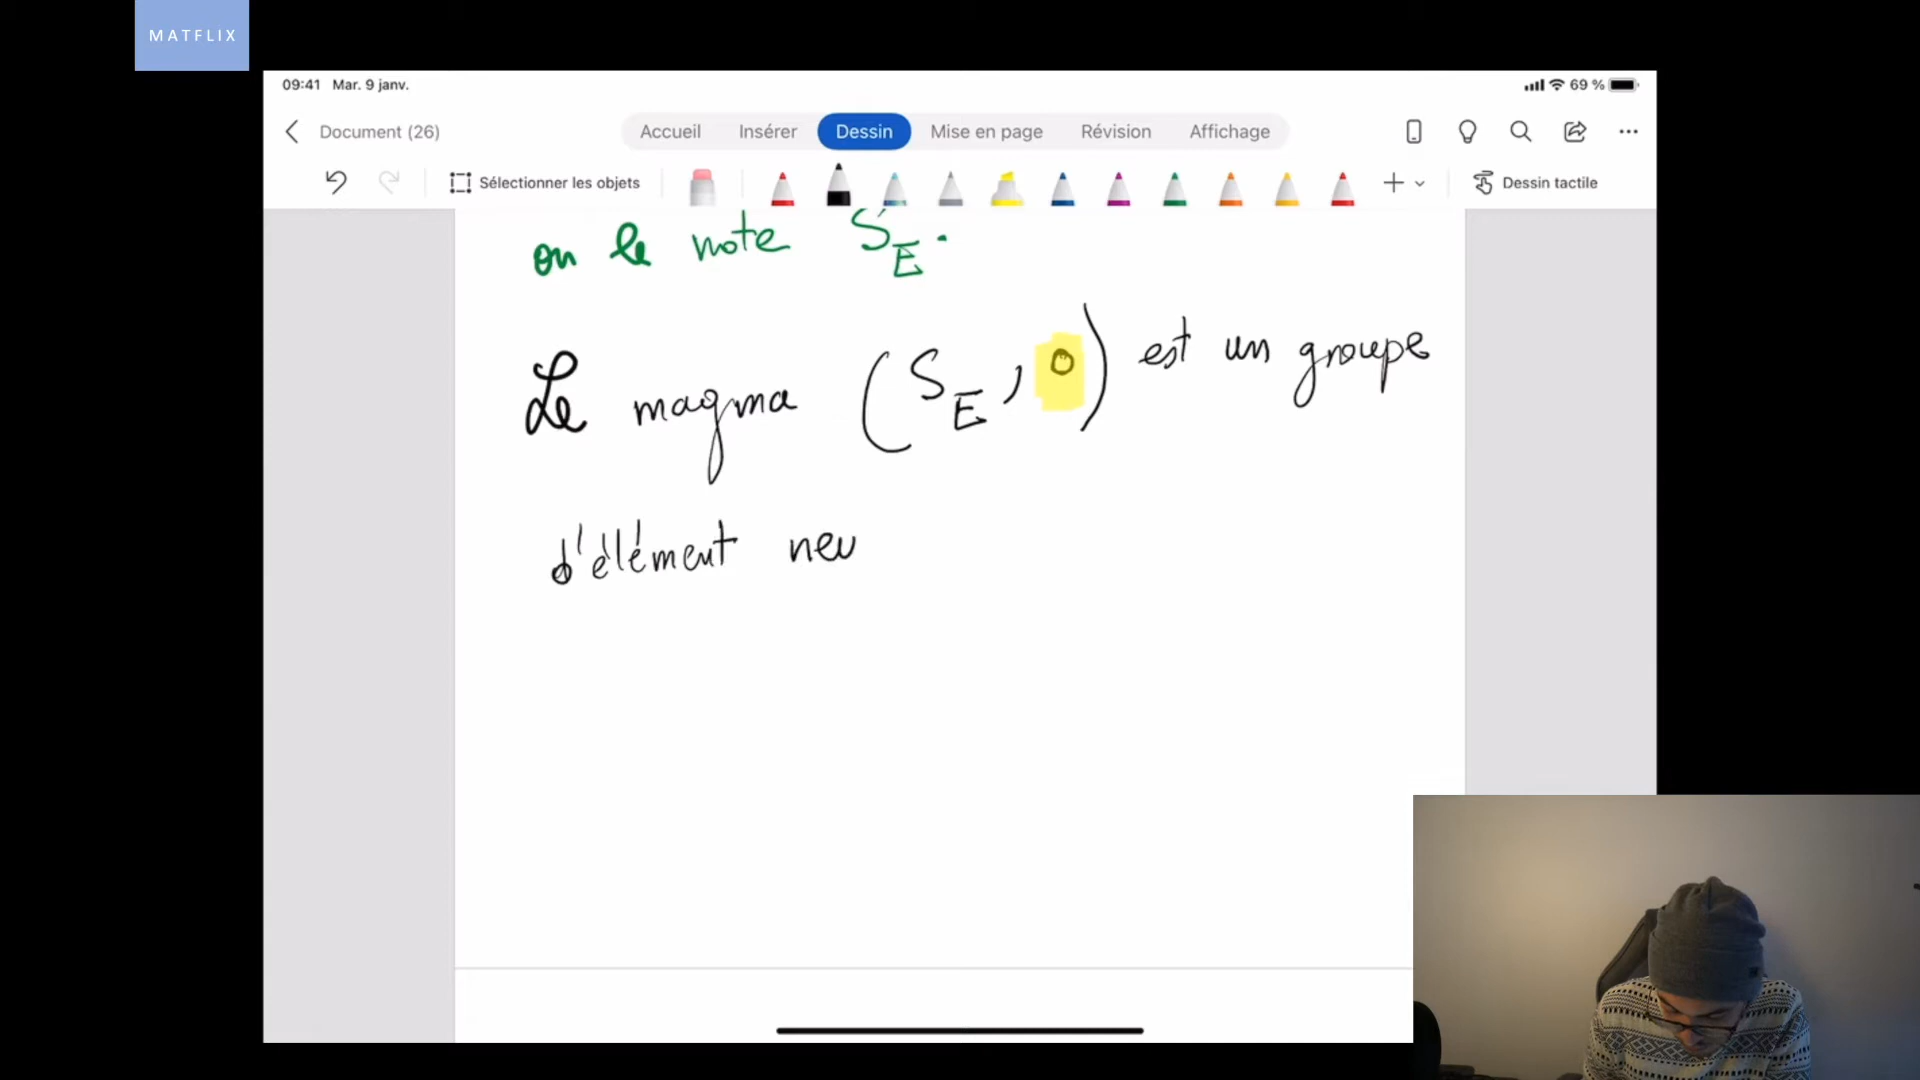 MATFLIX
09:41 Mar. 9 janv.
69 %
Document (26)
Accueil Insérer Dessin Mise en page Révision Affichage
Sélectionner les objets
Dessin tactile
on le note S_E.
Le magma (S_E, o) est un groupe
d'élément neu